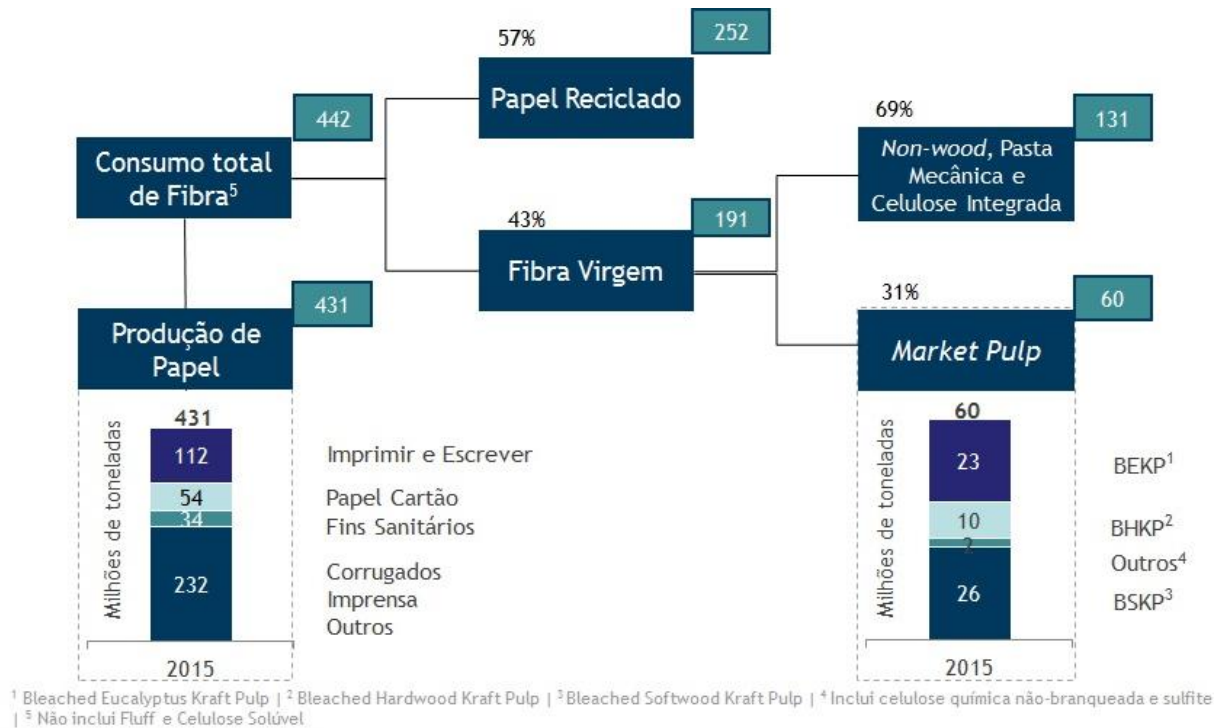 57%
252
Papel Reciclado
442
Consumo total
de Fibra⁵
69%
131
Non-wood, Pasta
Mecânica e
Celulose Integrada
43%
191
Fibra Virgem
31%
60
Market Pulp
431
Produção de
Papel
Milhões de toneladas
431
112
54
34
232
2015
Imprimir e Escrever
Papel Cartão
Fins Sanitários
Corrugados
Imprensa
Outros
Milhões de toneladas
60
23
10
2
26
2015
BEKP¹
BHKP²
Outros⁴
BSKP³
¹ Bleached Eucalyptus Kraft Pulp | ² Bleached Hardwood Kraft Pulp | ³ Bleached Softwood Kraft Pulp | ⁴ Inclui celulose química não-branqueada e sulfite
| ⁵ Não inclui Fluff e Celulose Solúvel